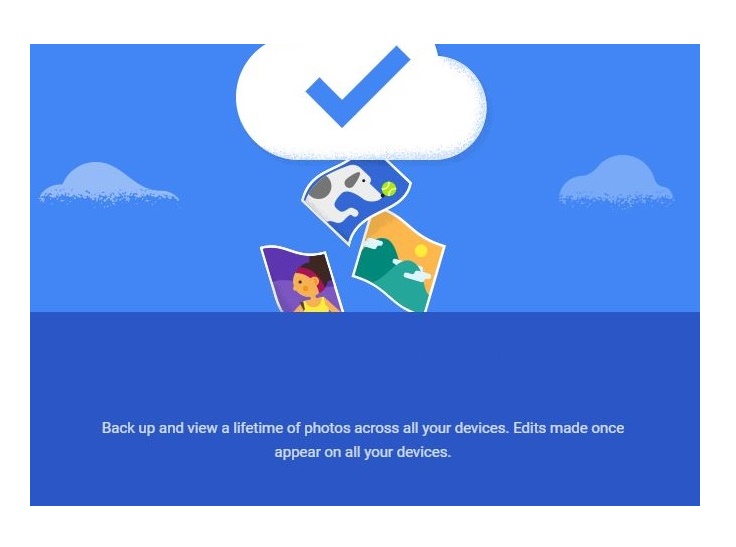 Back up and view a lifetime of photos across all your devices. Edits made once
appear on all your devices.